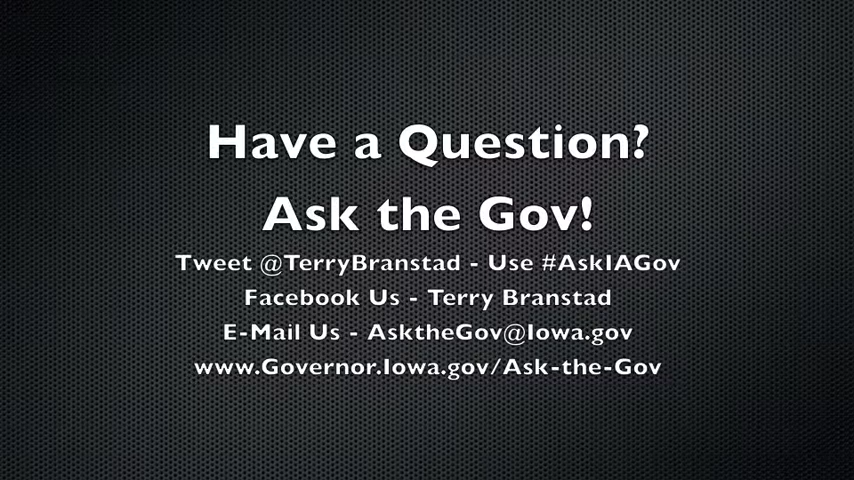 Have a Question?
Ask the Gov!
Tweet @TerryBranstad - Use #AskIAGov
Facebook Us - Terry Branstad
E-Mail Us - AsktheGov@Iowa.gov
www.Governor.Iowa.gov/Ask-the-Gov